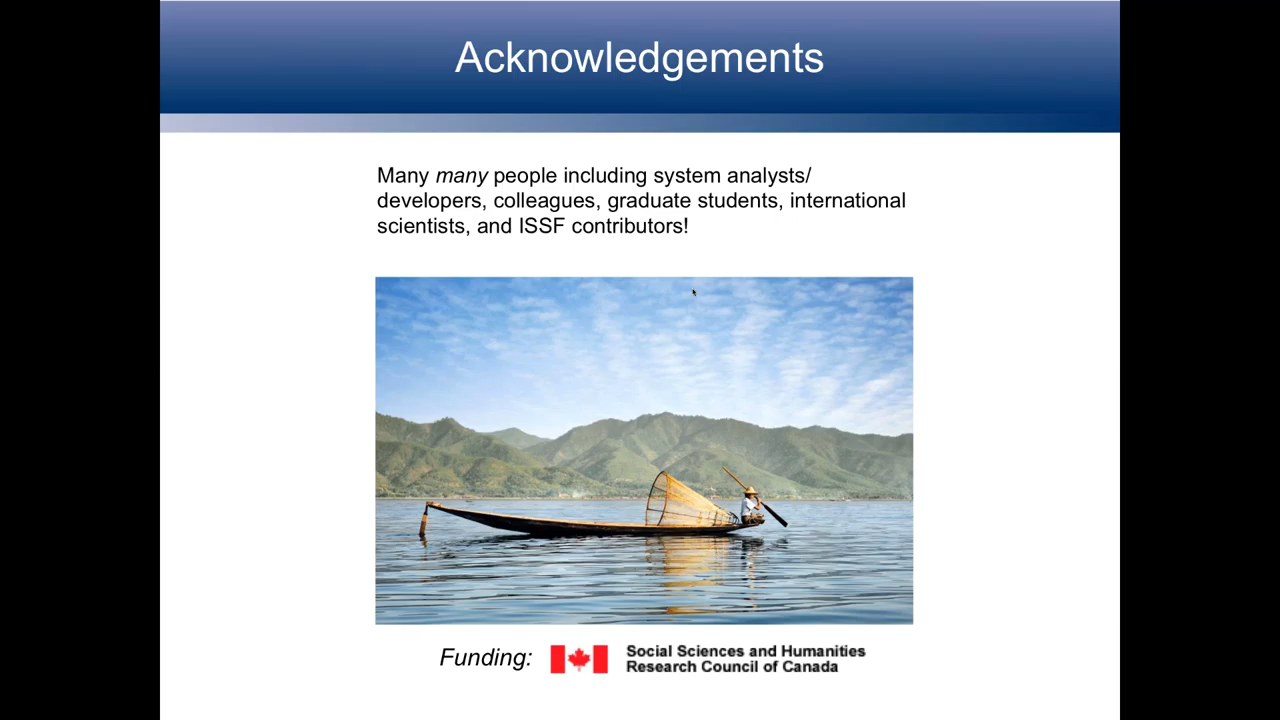 Acknowledgements
Many many people including system analysts/
developers, colleagues, graduate students, international
scientists, and ISSF contributors!
Funding:
Social Sciences and Humanities
Research Council of Canada